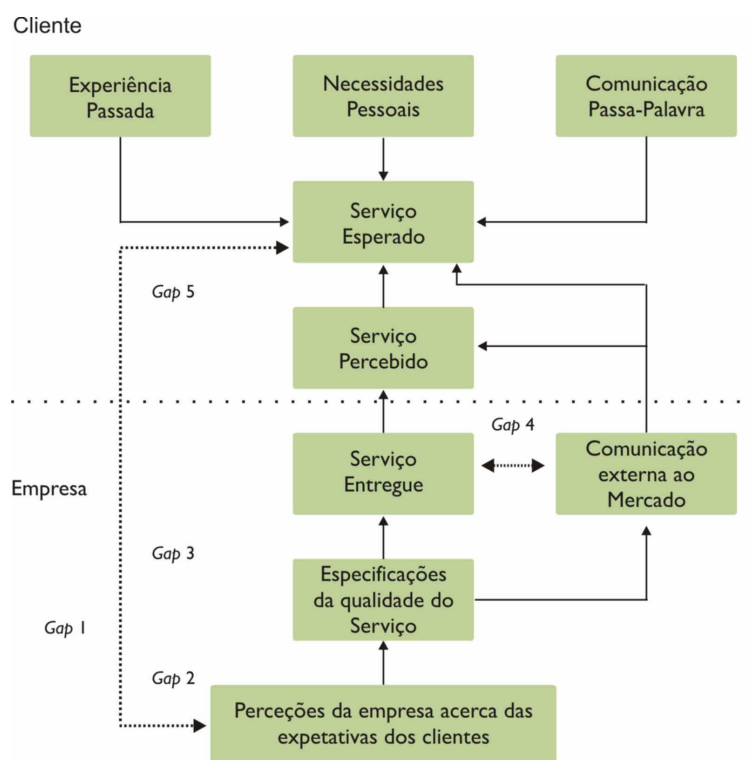 Cliente
Experiência
Passada
Necessidades
Pessoais
Comunicação
Passa-Palavra
Serviço
Esperado
Gap 5
Serviço
Percebido
Gap 4
Serviço
Entregue
Comunicação
externa ao
Mercado
Empresa
Gap 3
Especificações
da qualidade do
Serviço
Gap 1
Gap 2
Perceções da empresa acerca das
expetativas dos clientes